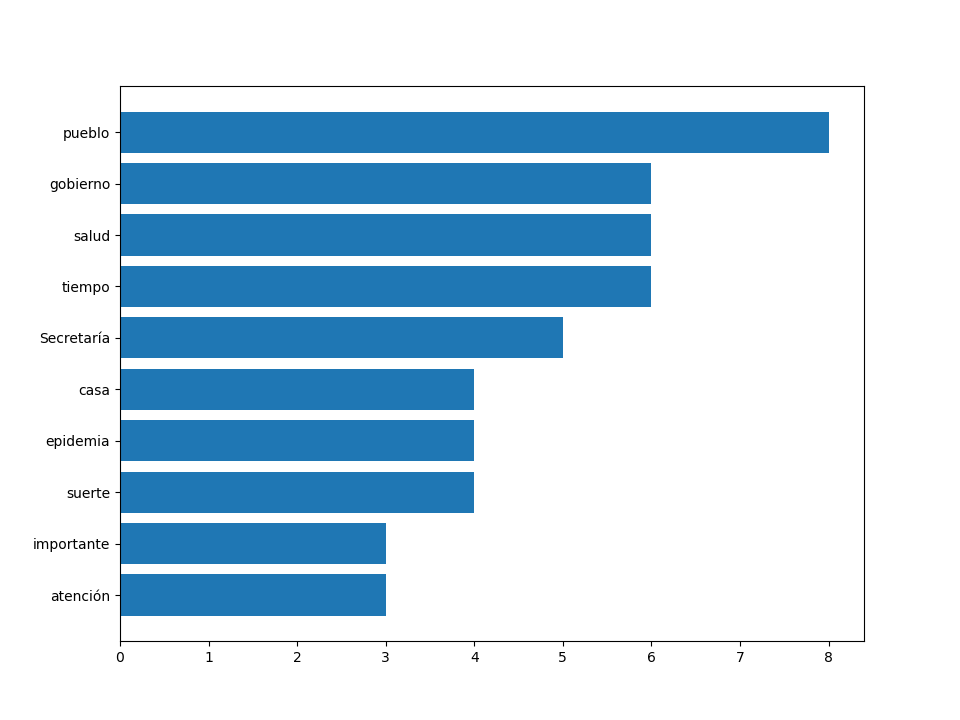 pueblo
gobierno
salud
tiempo
Secretaría
casa
epidemia
suerte
importante
atención
0 1 2 3 4 5 6 7 8